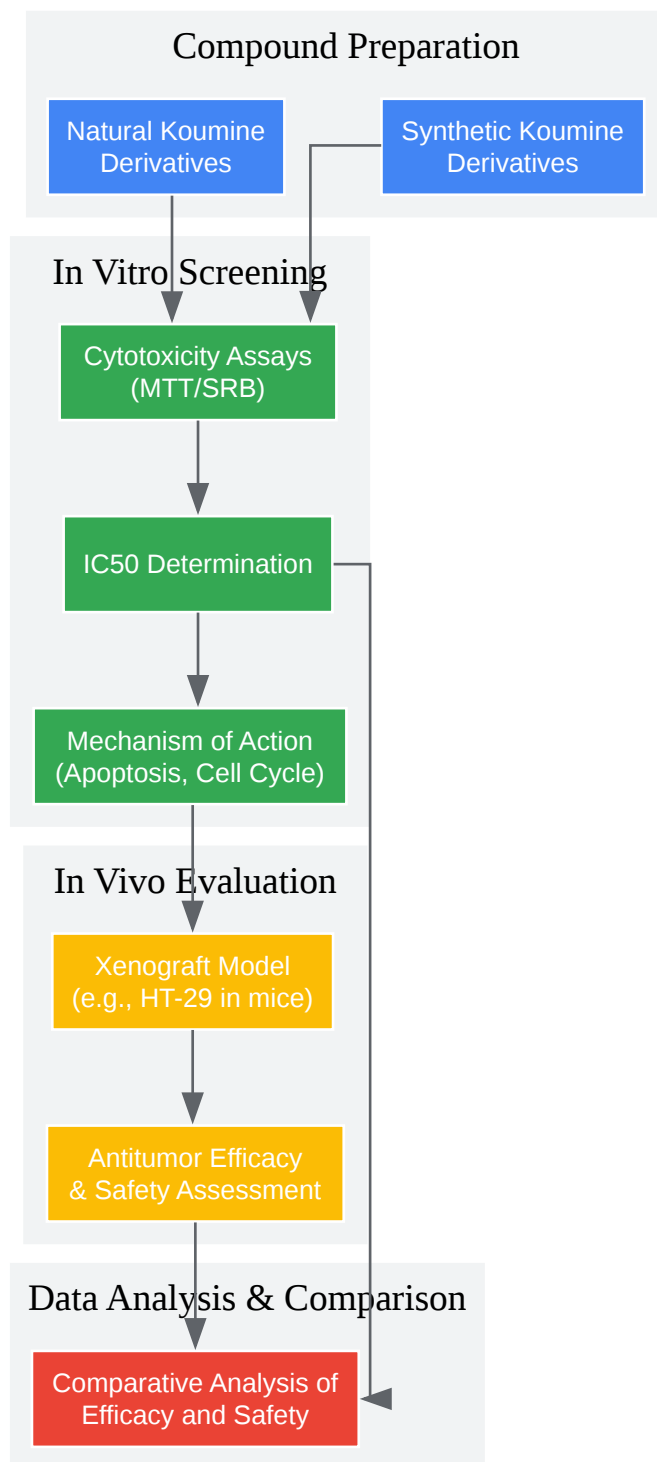 Compound Preparation
Natural Koumine
Derivatives
Synthetic Koumine
Derivatives
In Vitro Screening
Cytotoxicity Assays
(MTT/SRB)
IC50 Determination
Mechanism of Action
(Apoptosis, Cell Cycle)
In Vivo Evaluation
Xenograft Model
(e.g., HT-29 in mice)
Antitumor Efficacy
& Safety Assessment
Data Analysis & Comparison
Comparative Analysis of
Efficacy and Safety